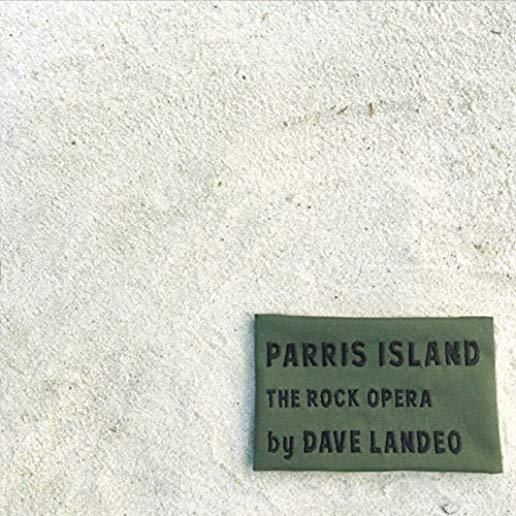 PARRIS ISLAND
THE ROCK OPERA
by DAVE LANDEO